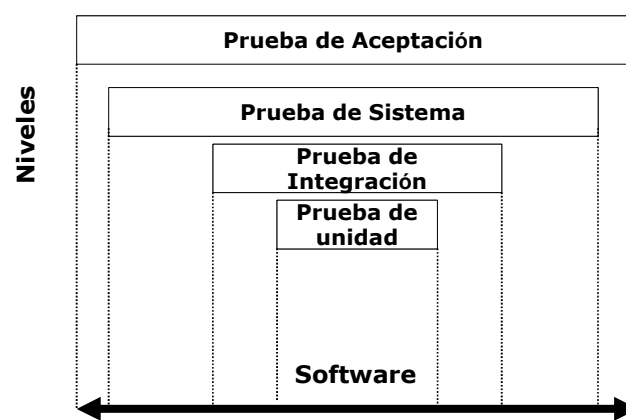 Prueba de Aceptación
Niveles
Prueba de Sistema
Prueba de
Integración
Prueba de
unidad
Software